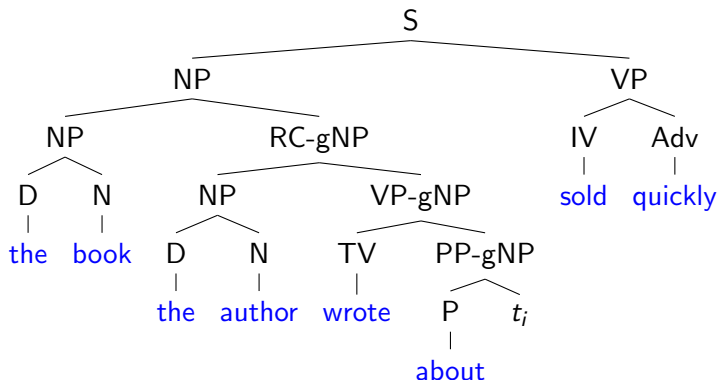 S
NP VP
NP RC-gNP IV Adv
D N NP VP-gNP sold quickly
the book D N TV PP-gNP
the author wrote P t_i
about